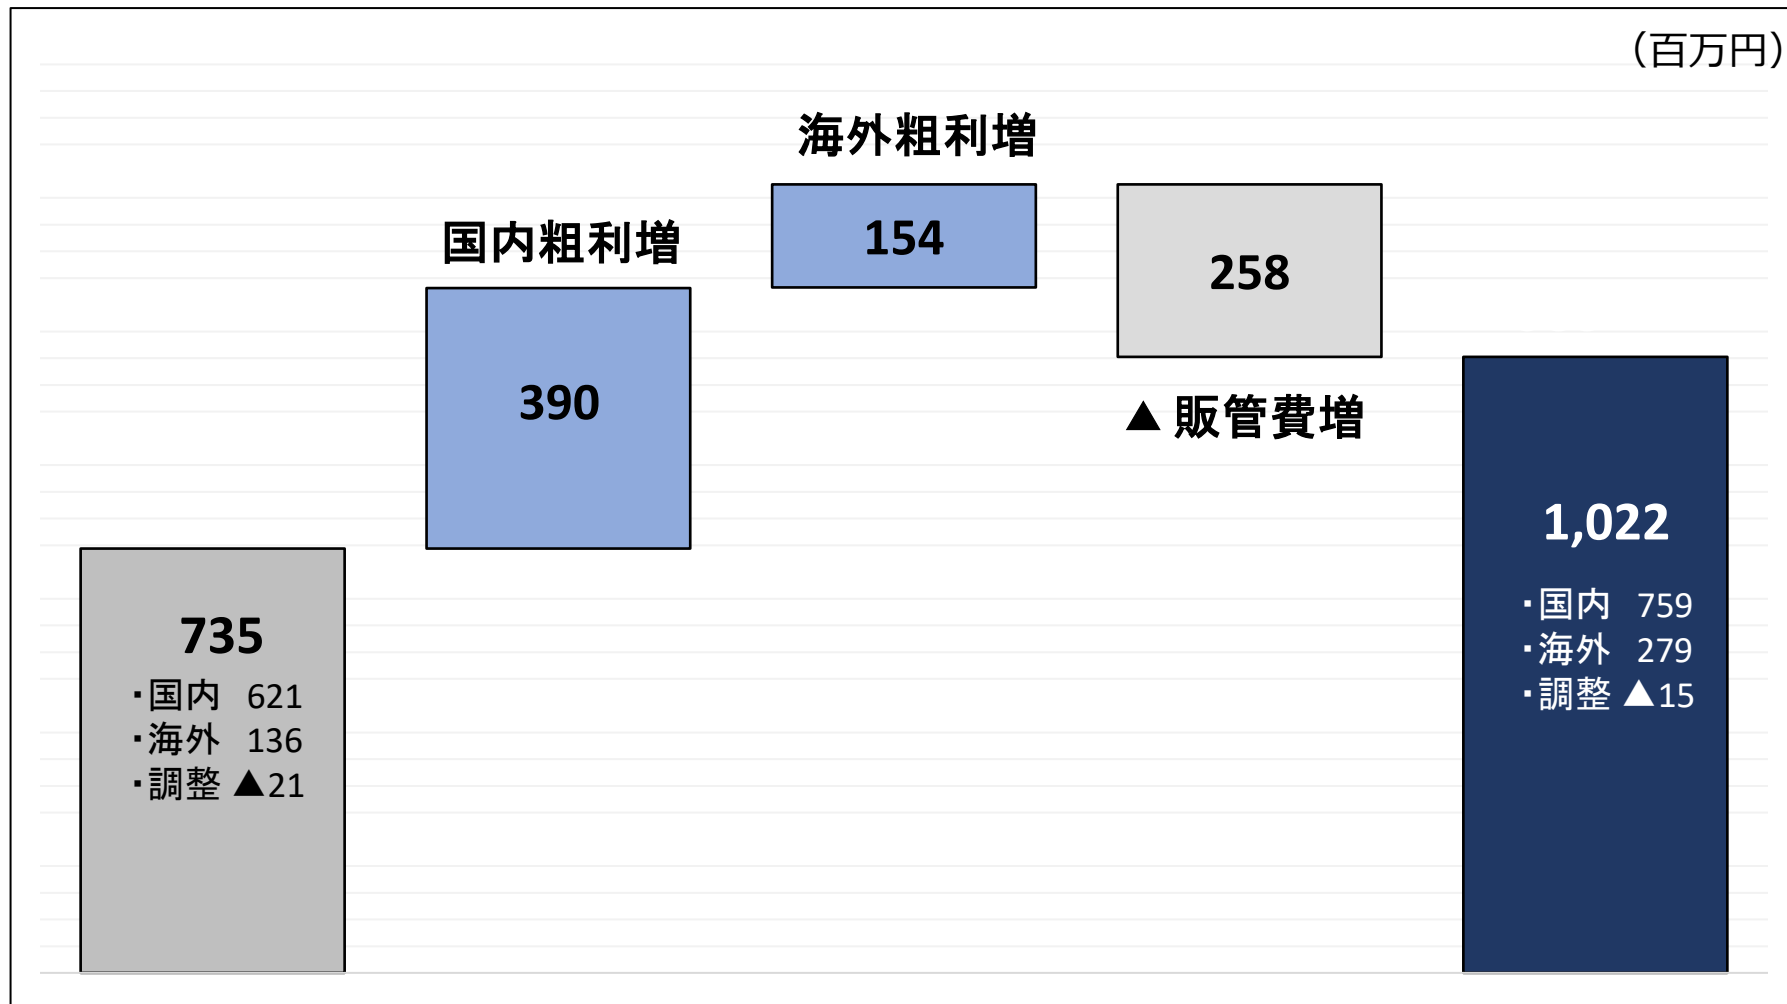 （百万円）
海外粗利増
154
国内粗利増
390
258
▲ 販管費増
735
・国内 621
・海外 136
・調整 ▲21
1,022
・国内 759
・海外 279
・調整 ▲15